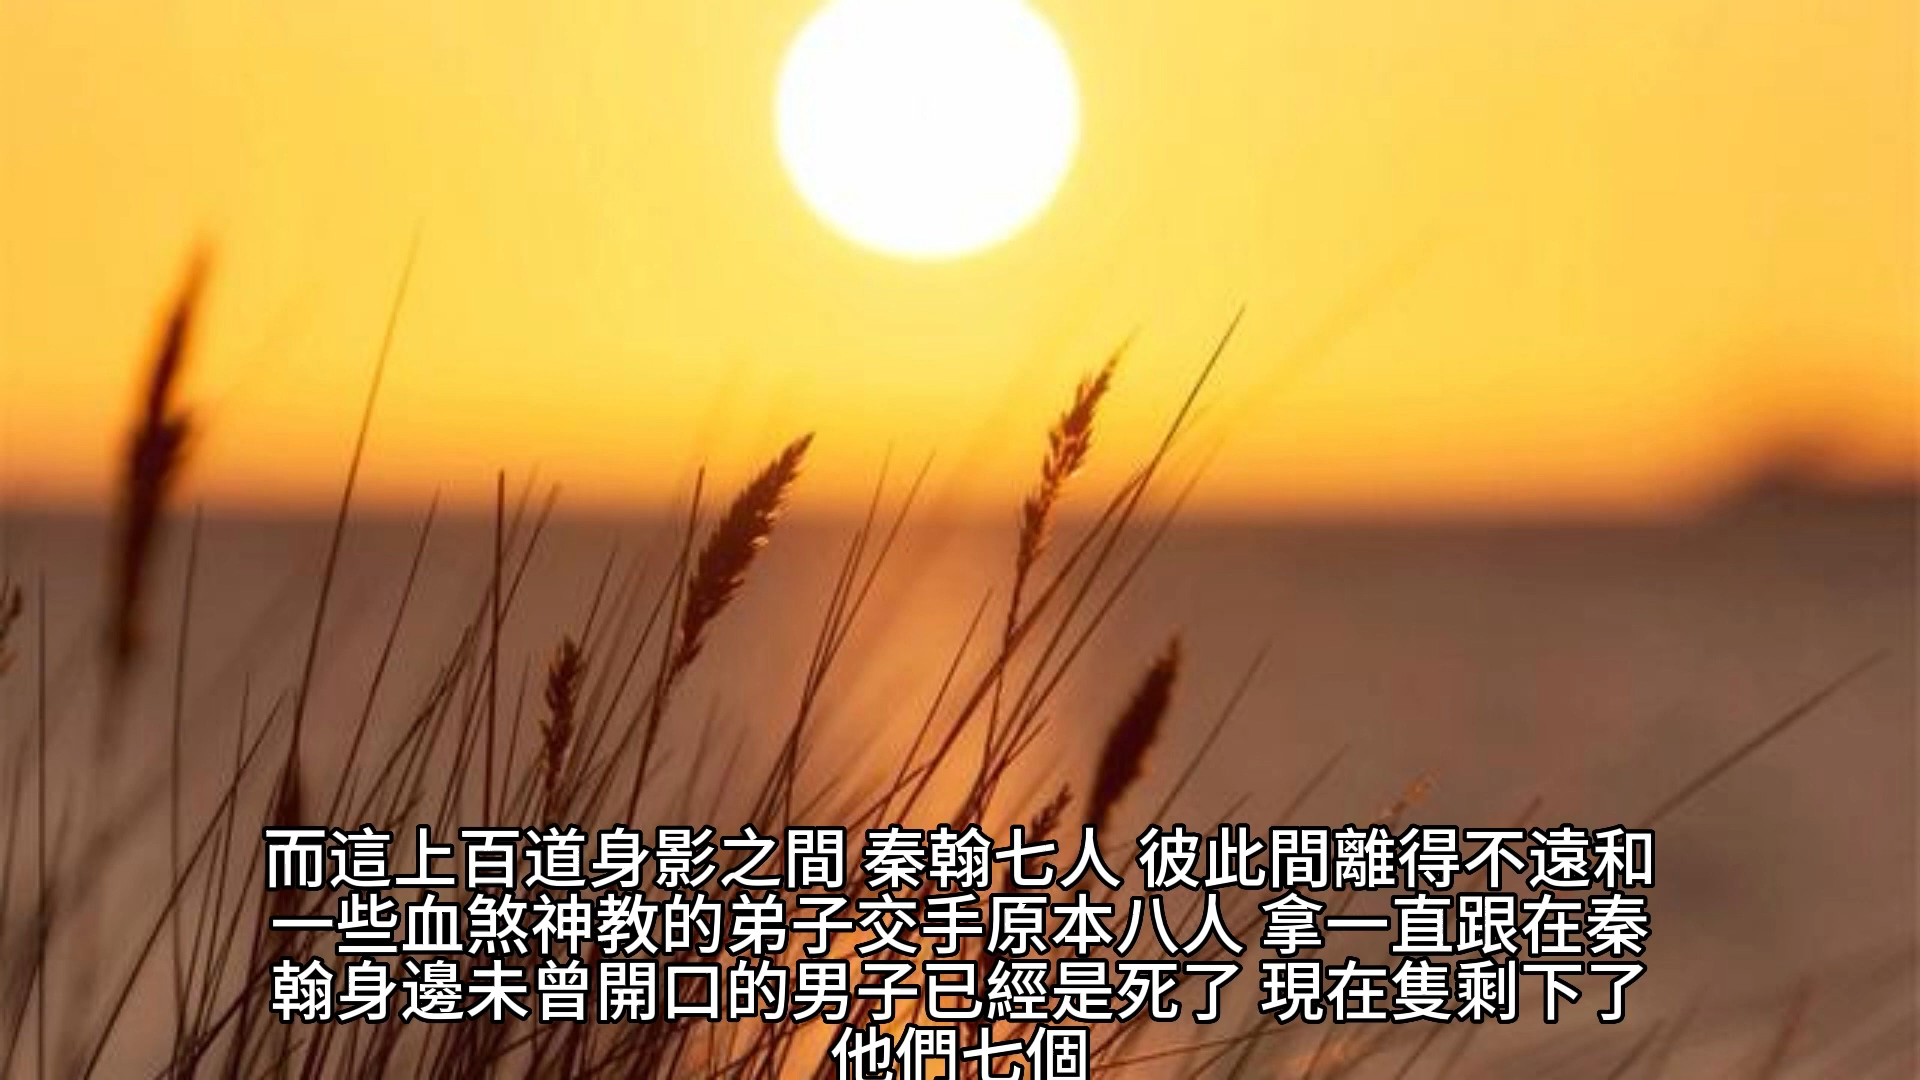 而這上百道身影之間 秦翰七人 彼此間離得不遠和
一些血煞神教的弟子交手原本八人 拿一直跟在秦
翰身邊未曾開口的男子已經是死了 現在隻剩下了
他們七個